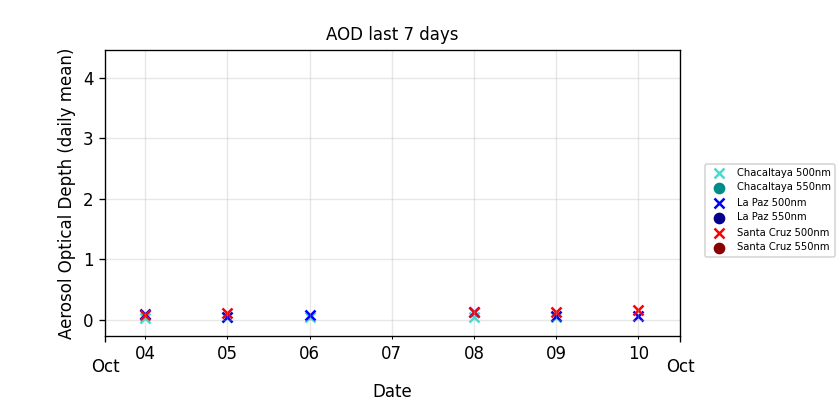 AOD last 7 days
Aerosol Optical Depth (daily mean)
4
3
2
1
0
04 05 06 07 08 09 10
Oct Oct
Date
Chacaltaya 500nm
Chacaltaya 550nm
La Paz 500nm
La Paz 550nm
Santa Cruz 500nm
Santa Cruz 550nm